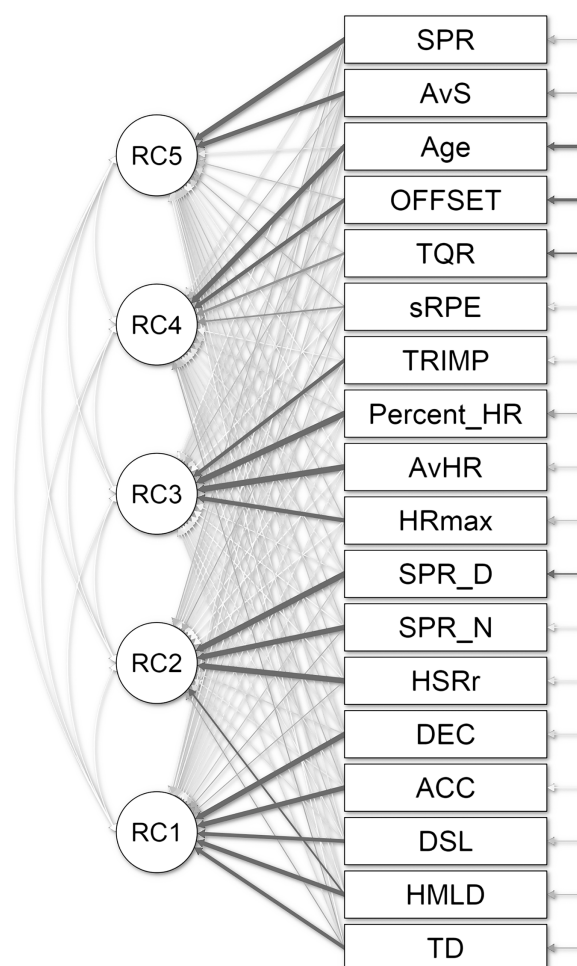 SPR
AvS
Age
RC5
OFFSET
TQR
sRPE
RC4
TRIMP
Percent_HR
AvHR
RC3
HRmax
SPR_D
SPR_N
RC2
HSRr
DEC
ACC
RC1
DSL
HMLD
TD